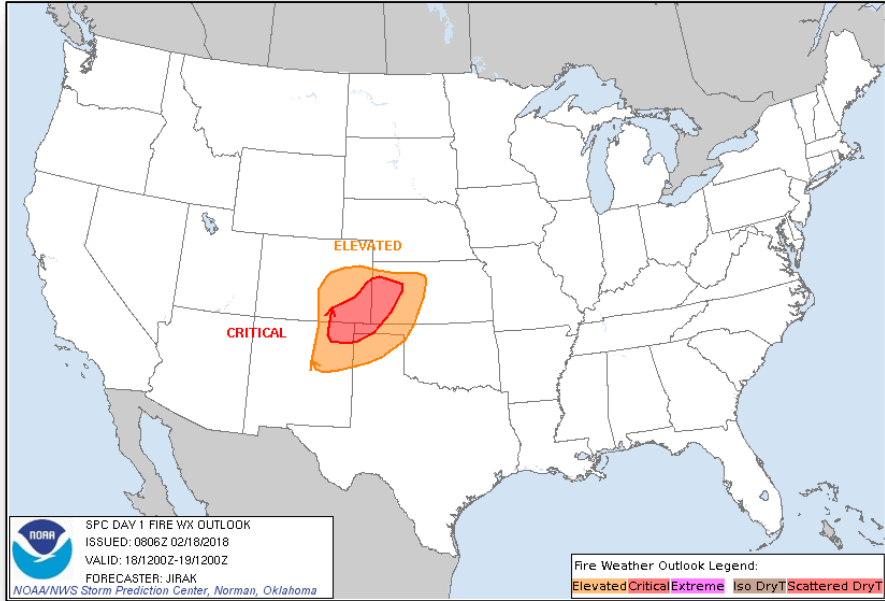 ELEVATED
CRITICAL
SPC DAY 1 FIRE WX OUTLOOK
ISSUED: 0806Z 02/18/2018
VALID: 18/1200Z-19/1200Z
FORECASTER: JIRAK
NOAA/NWS Storm Prediction Center, Norman, Oklahoma
NOAA
Fire Weather Outlook Legend:
Elevated Critical Extreme Iso DryT Scattered DryT